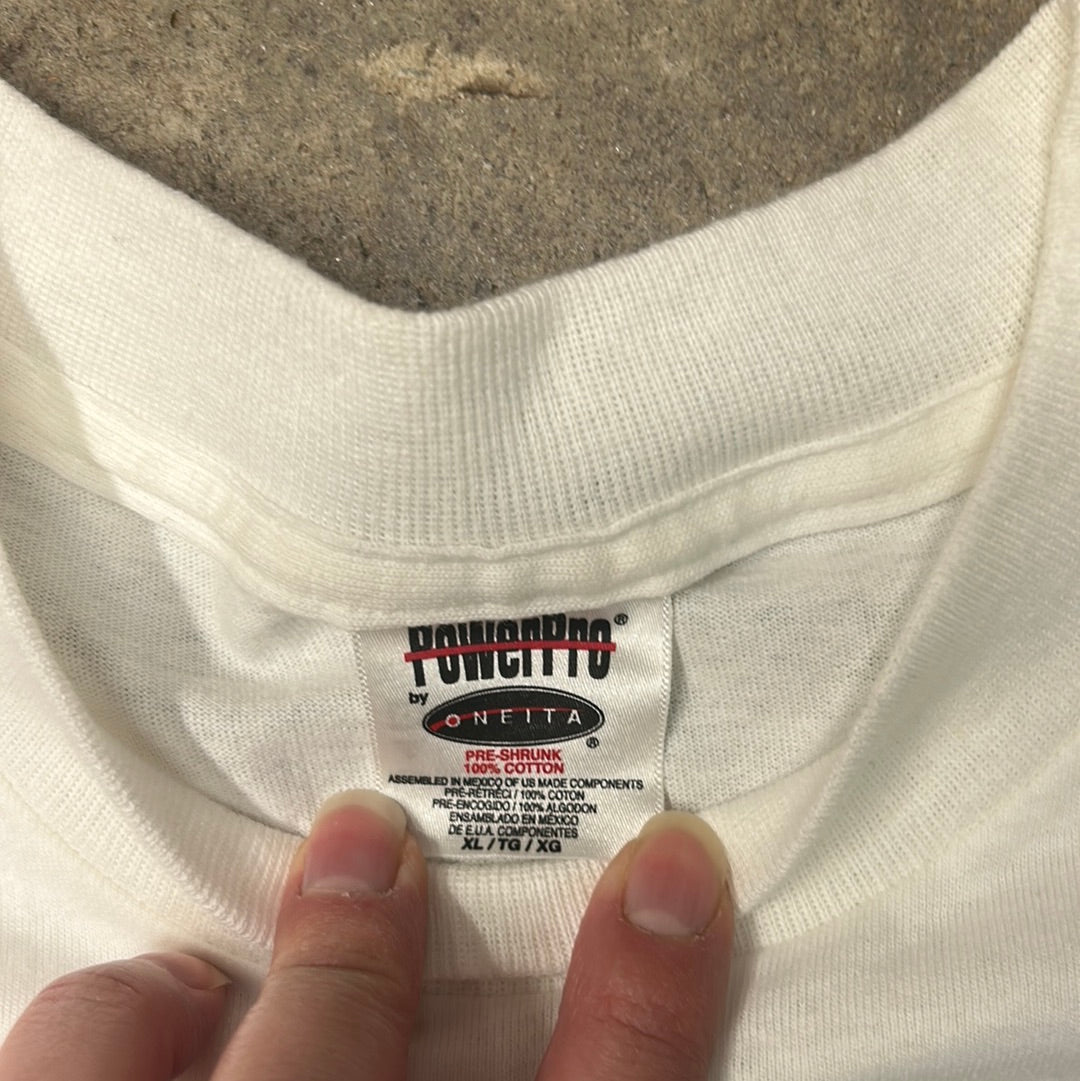 PowerPro®
by
ONEITA
®
PRE-SHRUNK
100% COTTON
ASSEMBLED IN MEXICO OF US MADE COMPONENTS
PRÉ-RÉTRÉCI / 100% COTON
PRE-ENCOGIDO / 100% ALGODON
ENSAMBLADO EN MÉXICO
DE E.U.A. COMPONENTES
XL / TG / XG